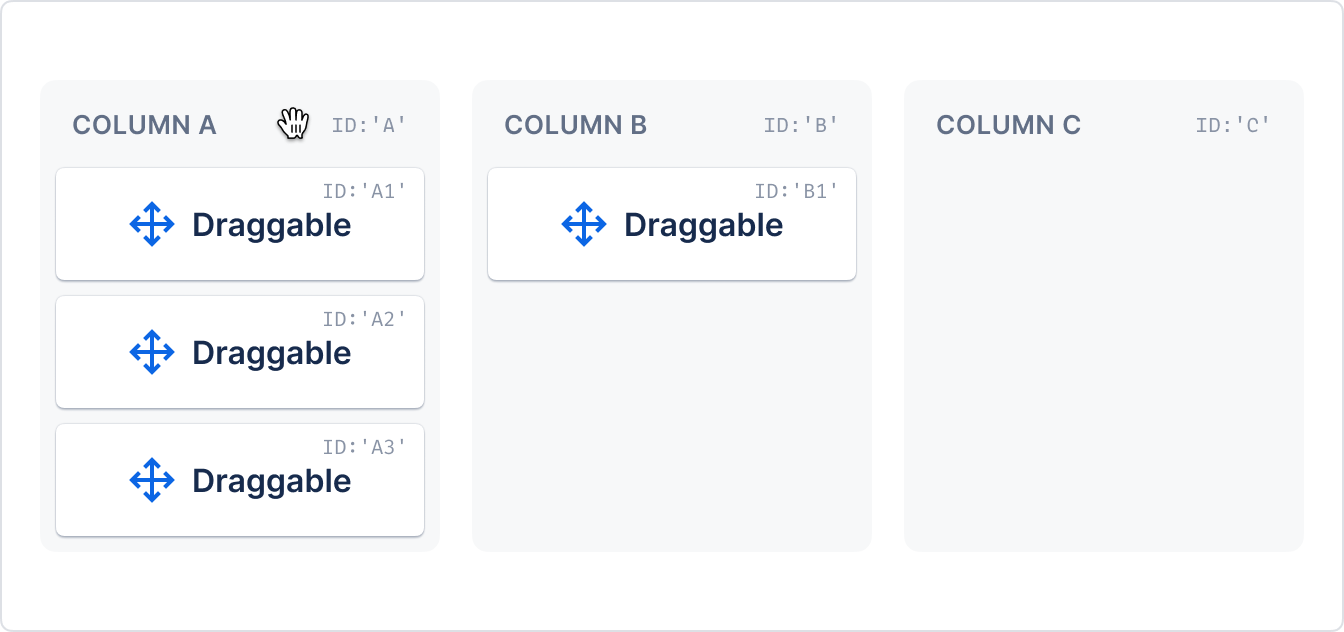 COLUMN A ID:'A'
ID:'A1'
Draggable
ID:'A2'
Draggable
ID:'A3'
Draggable
COLUMN B ID:'B'
ID:'B1'
Draggable
COLUMN C ID:'C'